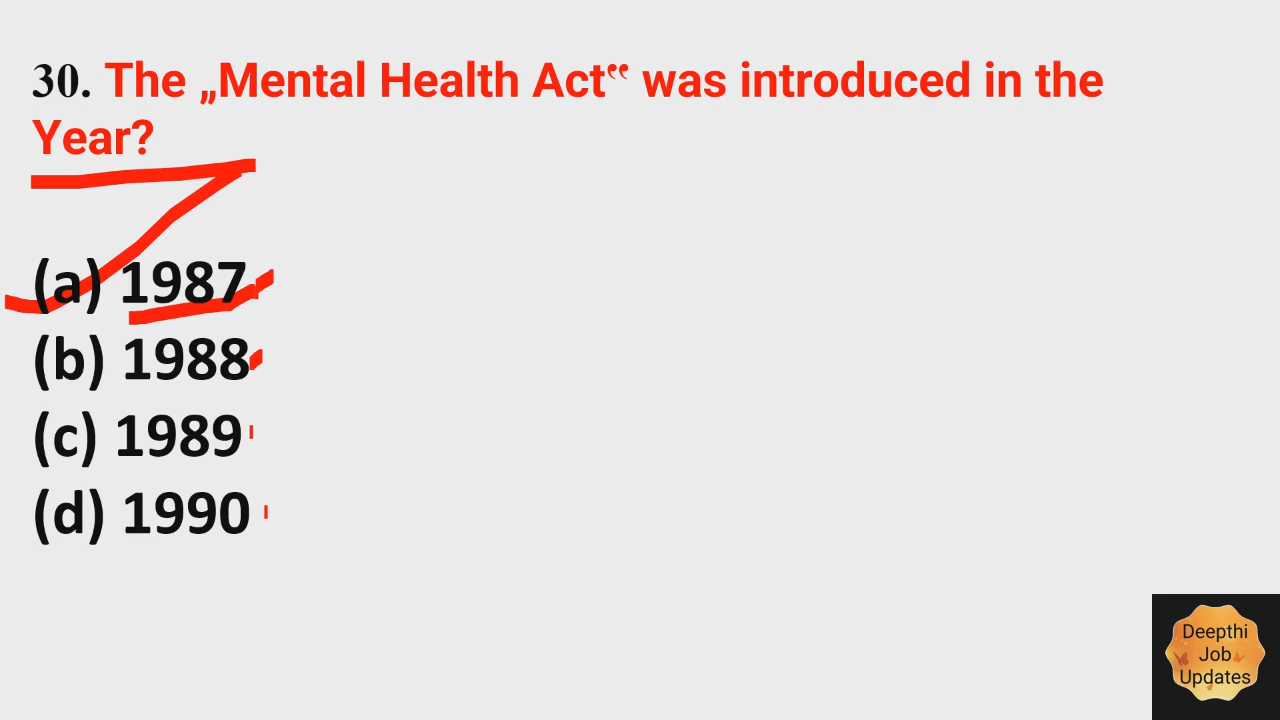 30. The „Mental Health Act‟ was introduced in the
Year?
(a) 1987
(b) 1988
(c) 1989
(d) 1990
Deepthi
Job
Updates